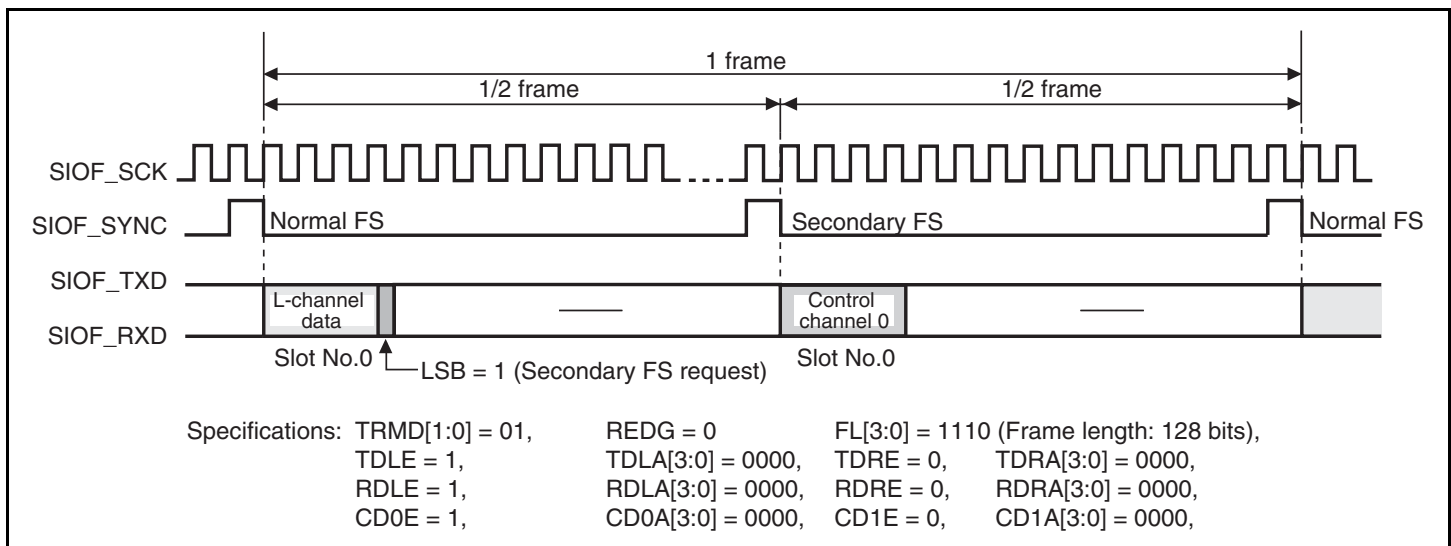 1 frame
1/2 frame 1/2 frame
SIOF_SCK
SIOF_SYNC Normal FS Secondary FS Normal FS
SIOF_TXD
L-channel data Control channel 0
SIOF_RXD
Slot No.0 Slot No.0
LSB = 1 (Secondary FS request)
Specifications: TRMD[1:0] = 01, REDG = 0 FL[3:0] = 1110 (Frame length: 128 bits),
TDLE = 1, TDLA[3:0] = 0000, TDRE = 0, TDRA[3:0] = 0000,
RDLE = 1, RDLA[3:0] = 0000, RDRE = 0, RDRA[3:0] = 0000,
CD0E = 1, CD0A[3:0] = 0000, CD1E = 0, CD1A[3:0] = 0000,